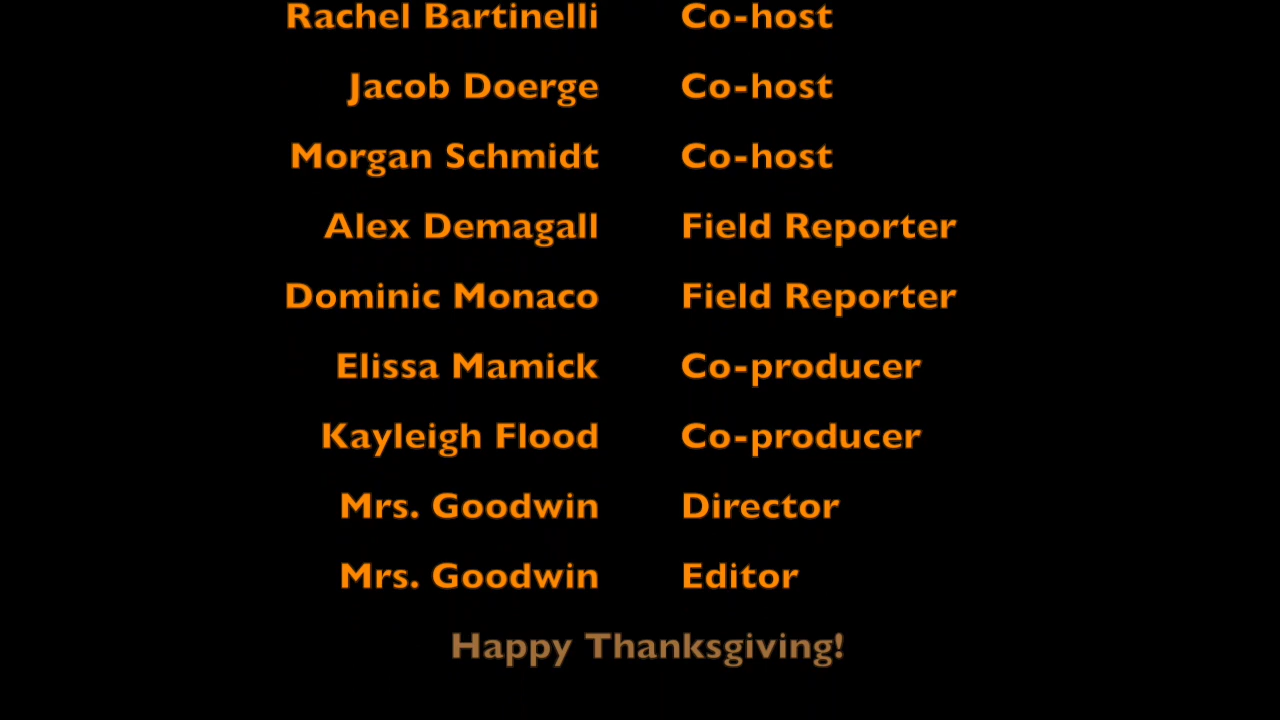 Rachel Bartinelli Co-host
Jacob Doerge Co-host
Morgan Schmidt Co-host
Alex Demagall Field Reporter
Dominic Monaco Field Reporter
Elissa Mamick Co-producer
Kayleigh Flood Co-producer
Mrs. Goodwin Director
Mrs. Goodwin Editor
Happy Thanksgiving!